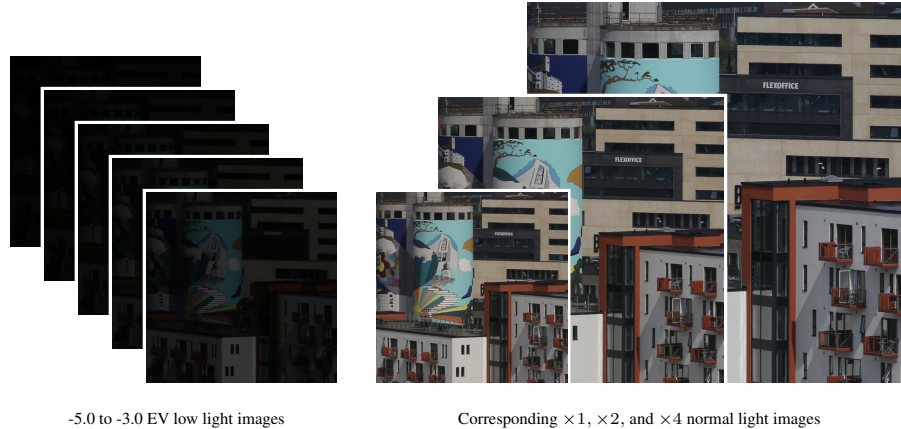 FLEXOFFICE
FLEXOFFICE
FLEXOFFICE
-5.0 to -3.0 EV low light images
Corresponding ×1, ×2, and ×4 normal light images